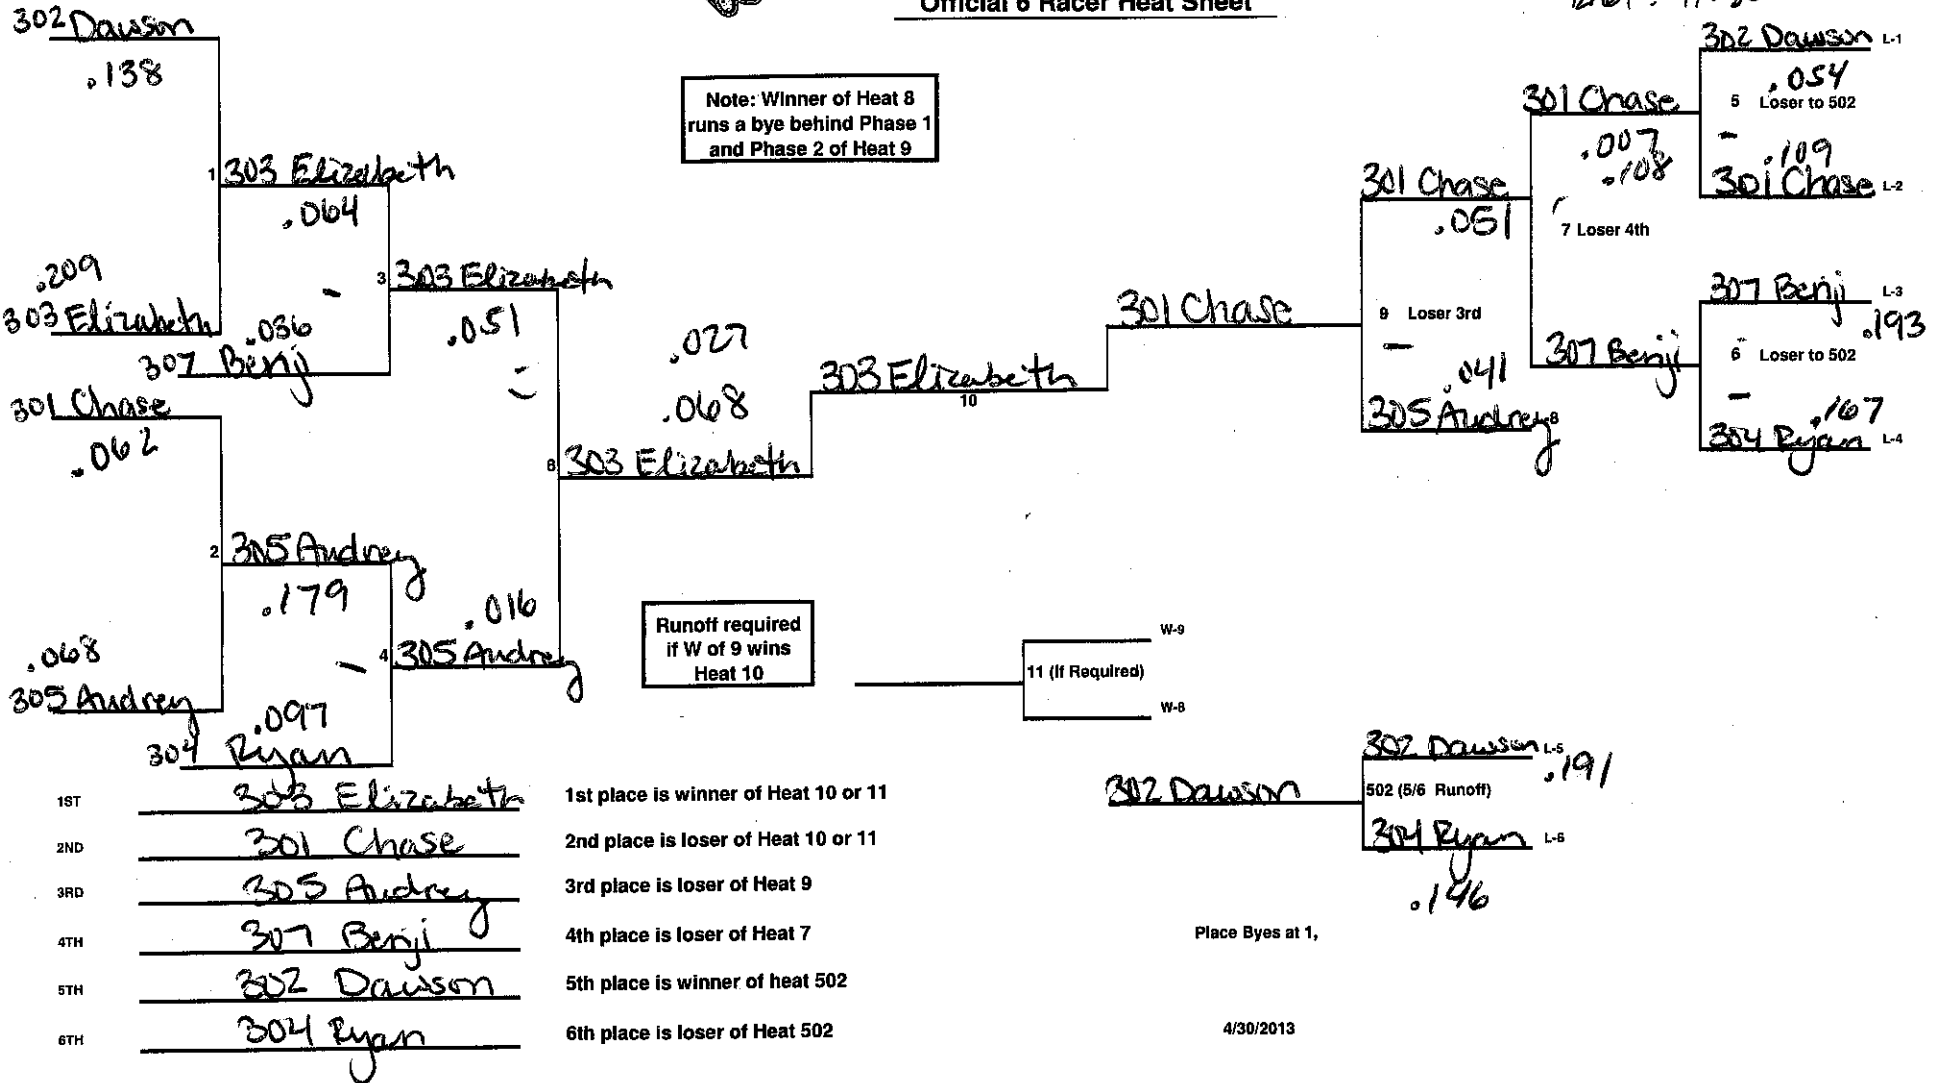 Official 6 Racer Heat Sheet
302 Dawson
.138
1
303 Elizabeth
.064
.209
303 Elizabeth
.036
307 Benji
3
303 Elizabeth
.051
301 Chase
.062
2
305 Audrey
.179
.068
305 Audrey
.097
304 Ryan
4
.016
305 Audrey
8
303 Elizabeth
.027
.068
303 Elizabeth
10
Note: Winner of Heat 8
runs a bye behind Phase 1
and Phase 2 of Heat 9
301 Chase
301 Chase
.051
9 Loser 3rd
.041
305 Audrey
301 Chase
.007
.108
7 Loser 4th
307 Benji
302 Dawson L-1
.054
5 Loser to 502
.109
301 Chase L-2
307 Benji L-3
.193
6 Loser to 502
.167
304 Ryan L-4
Runoff required
if W of 9 wins
Heat 10
W-9
11 (If Required)
W-8
302 Dawson
302 Dawson L-5
.191
502 (5/6 Runoff)
304 Ryan L-6
.146
1ST 303 Elizabeth 1st place is winner of Heat 10 or 11
2ND 301 Chase 2nd place is loser of Heat 10 or 11
3RD 305 Audrey 3rd place is loser of Heat 9
4TH 307 Benji 4th place is loser of Heat 7
5TH 302 Dawson 5th place is winner of heat 502
6TH 304 Ryan 6th place is loser of Heat 502
Place Byes at 1,
4/30/2013